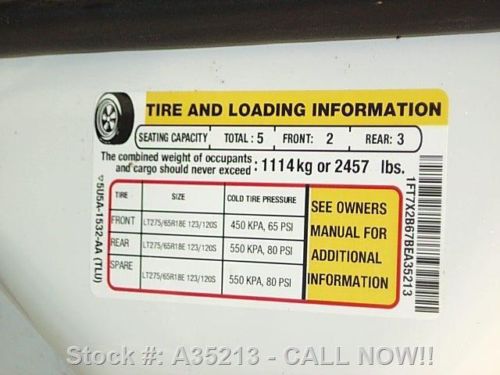 TIRE AND LOADING INFORMATION
SEATING CAPACITY TOTAL : 5 FRONT: 2 REAR: 3
The combined weight of occupants
and cargo should never exceed : 1114kg or 2457 lbs.
TIRE SIZE COLD TIRE PRESSURE
FRONT LT275/65R18E 123/120S 450 KPA, 65 PSI
REAR LT275/65R18E 123/120S 550 KPA, 80 PSI
SPARE LT275/65R18E 123/120S 550 KPA, 80 PSI
SEE OWNERS
MANUAL FOR
ADDITIONAL
INFORMATION
5U5A-1532-AA (TLU)
1FT7X2B67BEA35213
Stock #: A35213 - CALL NOW!!